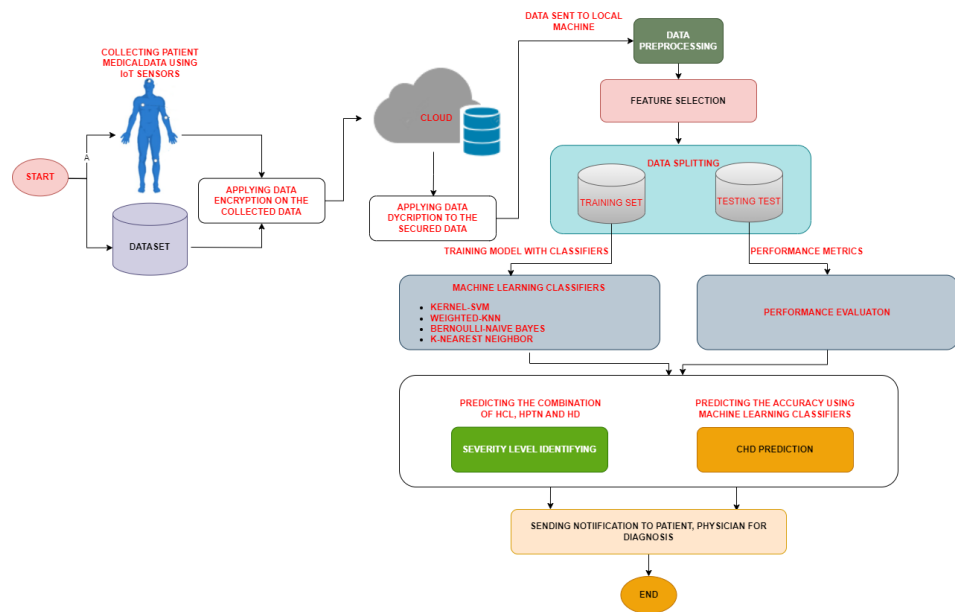 DATA SENT TO LOCAL
MACHINE
DATA
PREPROCESSING
COLLECTING PATIENT
MEDICALDATA USING
IoT SENSORS
FEATURE SELECTION
CLOUD
A
START
DATA SPLITTING
TRAINING SET
TESTING TEST
APPLYING DATA
ENCRYPTION ON THE
COLLECTED DATA
APPLYING DATA
DYCRIPTION TO THE
SECURED DATA
DATASET
TRAINING MODEL WITH CLASSIFIERS
PERFORMANCE METRICS
MACHINE LEARNING CLASSIFIERS
• KERNEL-SVM
• WEIGHTED-KNN
• BERNOULLI-NAIVE BAYES
• K-NEAREST NEIGHBOR
PERFORMANCE EVALUATON
PREDICTING THE COMBINATION
OF HCL, HPTN AND HD
PREDICTING THE ACCURACY USING
MACHINE LEARNING CLASSIFIERS
SEVERITY LEVEL IDENTIFYING
CHD PREDICTION
SENDING NOTIIFICATION TO PATIENT, PHYSICIAN FOR
DIAGNOSIS
END